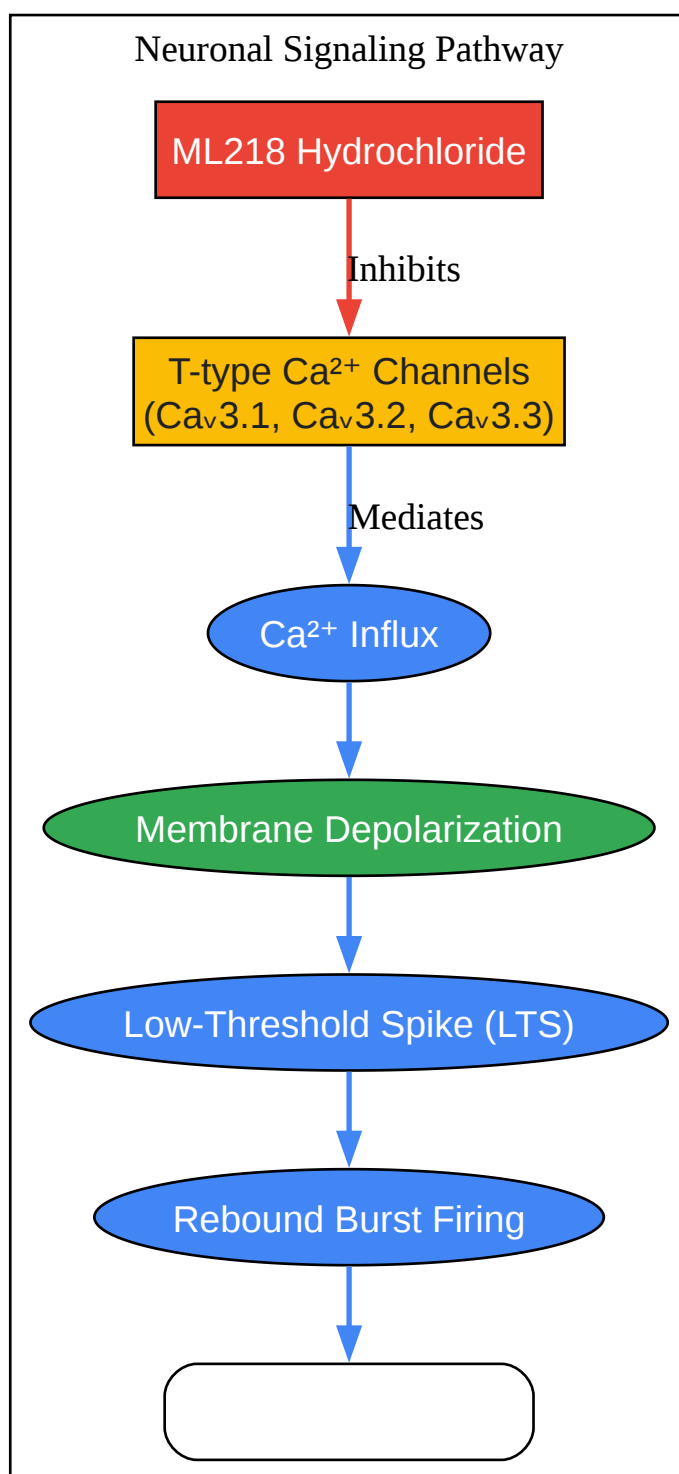 Neuronal Signaling Pathway
ML218 Hydrochloride
Inhibits
T-type Ca²⁺ Channels
(Caᵥ3.1, Caᵥ3.2, Caᵥ3.3)
Mediates
Ca²⁺ Influx
Membrane Depolarization
Low-Threshold Spike (LTS)
Rebound Burst Firing